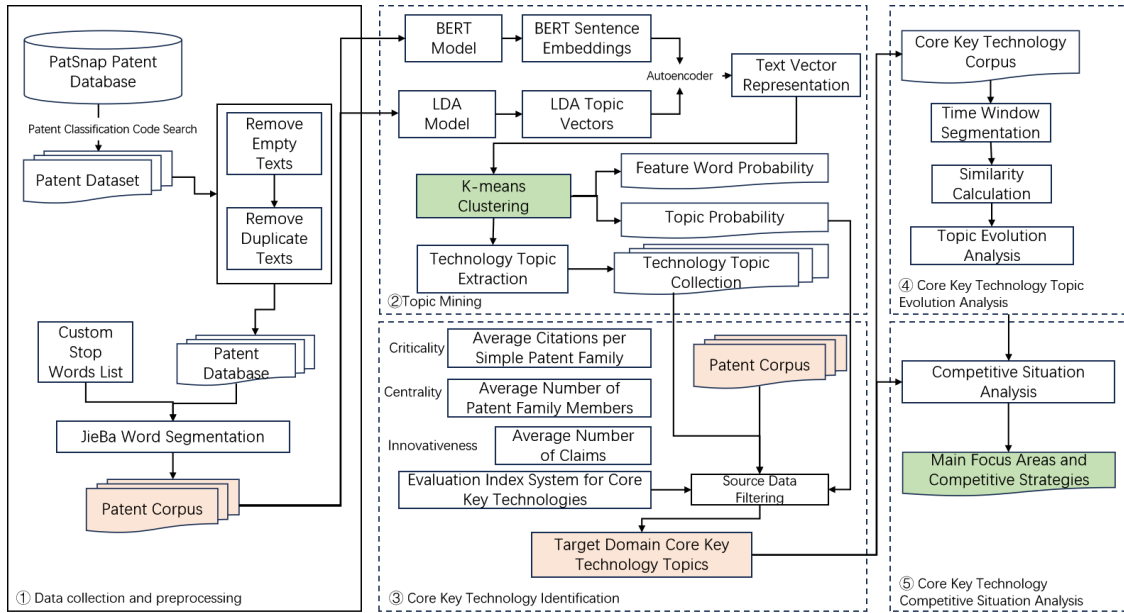 PatSnap Patent
Database
Patent Classification Code Search
Patent Dataset
Remove
Empty
Texts
Remove
Duplicate
Texts
Custom
Stop
Words List
Patent
Database
JieBa Word Segmentation
Patent Corpus
① Data collection and preprocessing
BERT
Model
BERT Sentence
Embeddings
LDA
Model
LDA Topic
Vectors
Autoencoder
Text Vector
Representation
K-means
Clustering
Feature Word Probability
Topic Probability
Technology Topic
Extraction
Technology Topic
Collection
②Topic Mining
Criticality
Average Citations per
Simple Patent Family
Centrality
Average Number of
Patent Family Members
Innovativeness
Average Number
of Claims
Evaluation Index System for Core
Key Technologies
Patent Corpus
Source Data
Filtering
Target Domain Core Key
Technology Topics
③ Core Key Technology Identification
Core Key Technology
Corpus
Time Window
Segmentation
Similarity
Calculation
Topic Evolution
Analysis
④ Core Key Technology Topic
Evolution Analysis
Competitive Situation
Analysis
Main Focus Areas and
Competitive Strategies
⑤ Core Key Technology
Competitive Situation Analysis